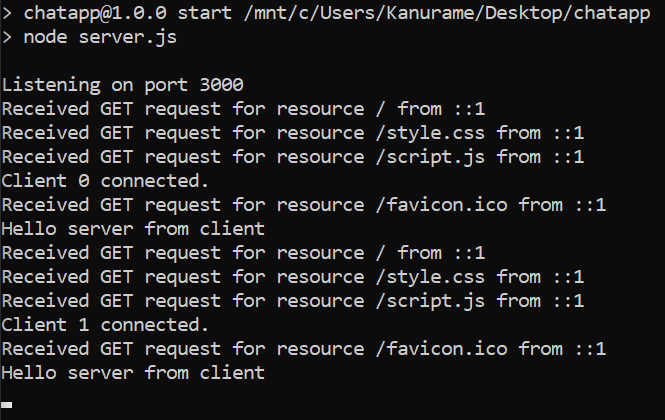 > chatapp@1.0.0 start /mnt/c/Users/Kanurame/Desktop/chatapp
> node server.js
Listening on port 3000
Received GET request for resource / from ::1
Received GET request for resource /style.css from ::1
Received GET request for resource /script.js from ::1
Client 0 connected.
Received GET request for resource /favicon.ico from ::1
Hello server from client
Received GET request for resource / from ::1
Received GET request for resource /style.css from ::1
Received GET request for resource /script.js from ::1
Client 1 connected.
Received GET request for resource /favicon.ico from ::1
Hello server from client